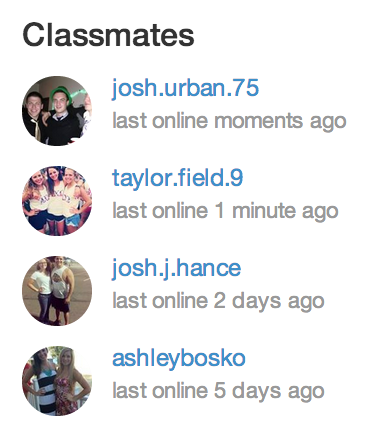 Classmates
josh.urban.75
last online moments ago
taylor.field.9
last online 1 minute ago
josh.j.hance
last online 2 days ago
ashleybosko
last online 5 days ago